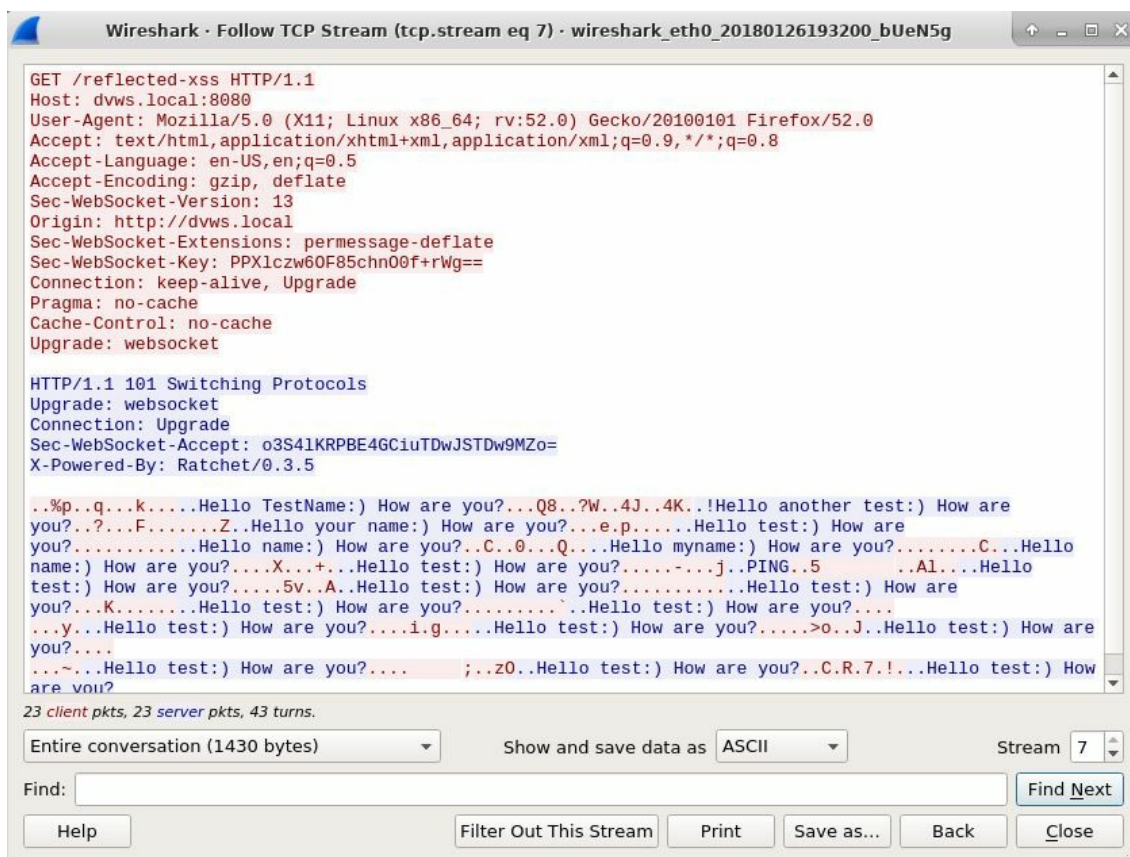 Wireshark · Follow TCP Stream (tcp.stream eq 7) · wireshark_eth0_20180126193200_bUeN5g
GET /reflected-xss HTTP/1.1
Host: dvws.local:8080
User-Agent: Mozilla/5.0 (X11; Linux x86_64; rv:52.0) Gecko/20100101 Firefox/52.0
Accept: text/html,application/xhtml+xml,application/xml;q=0.9,*/*;q=0.8
Accept-Language: en-US,en;q=0.5
Accept-Encoding: gzip, deflate
Sec-WebSocket-Version: 13
Origin: http://dvws.local
Sec-WebSocket-Extensions: permessage-deflate
Sec-WebSocket-Key: PPXlczw6OF85chnO0f+rWg==
Connection: keep-alive, Upgrade
Pragma: no-cache
Cache-Control: no-cache
Upgrade: websocket
HTTP/1.1 101 Switching Protocols
Upgrade: websocket
Connection: Upgrade
Sec-WebSocket-Accept: o3S4lKRPBE4GCiuTDwJSTDw9MZo=
X-Powered-By: Ratchet/0.3.5
..%p..q...k.....Hello TestName:) How are you?...Q8..?W..4J..4K..!Hello another test:) How are
you?..?...F.......Z..Hello your name:) How are you?...e.p......Hello test:) How are
you?...........Hello name:) How are you?..C..0...Q....Hello myname:) How are you?........C...Hello
name:) How are you?....X...+...Hello test:) How are you?.....-...j..PING..5 ..Al....Hello
test:) How are you?.....5v..A..Hello test:) How are you?...........Hello test:) How are
you?...K.......Hello test:) How are you?.........`..Hello test:) How are you?....
...y...Hello test:) How are you?....i.g.....Hello test:) How are you?.....>o..J..Hello test:) How are
you?....
...~...Hello test:) How are you?.... ;..zO..Hello test:) How are you?..C.R.7.!...Hello test:) How
are you?
23 client pkts, 23 server pkts, 43 turns.
Entire conversation (1430 bytes) Show and save data as ASCII Stream 7
Find: Find Next
Help Filter Out This Stream Print Save as... Back Close